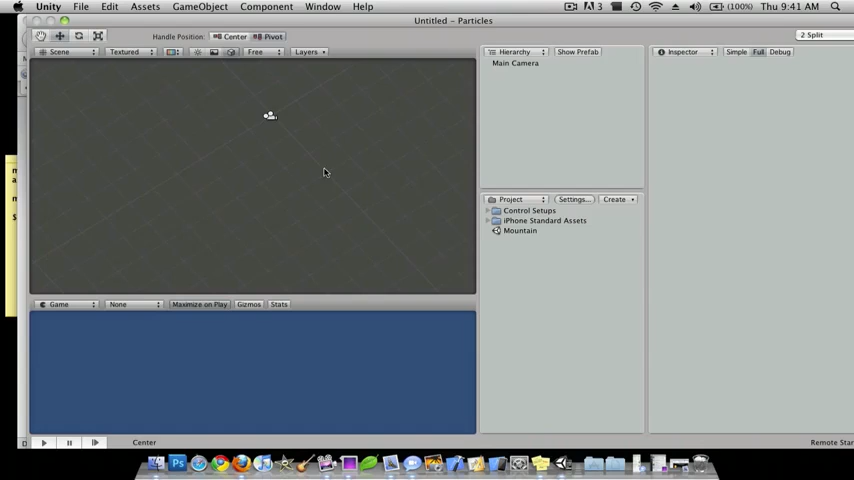 Unity File Edit Assets GameObject Component Window Help 3 (100%) Thu 9:41 AM
Untitled - Particles
Handle Position: Center Pivot 2 Split
Scene Textured Free Layers Hierarchy Show Prefab Inspector Simple Full Debug
Main Camera
Project Settings... Create
Control Setups
iPhone Standard Assets
Mountain
Game None Maximize on Play Gizmos Stats
Center Remote Star